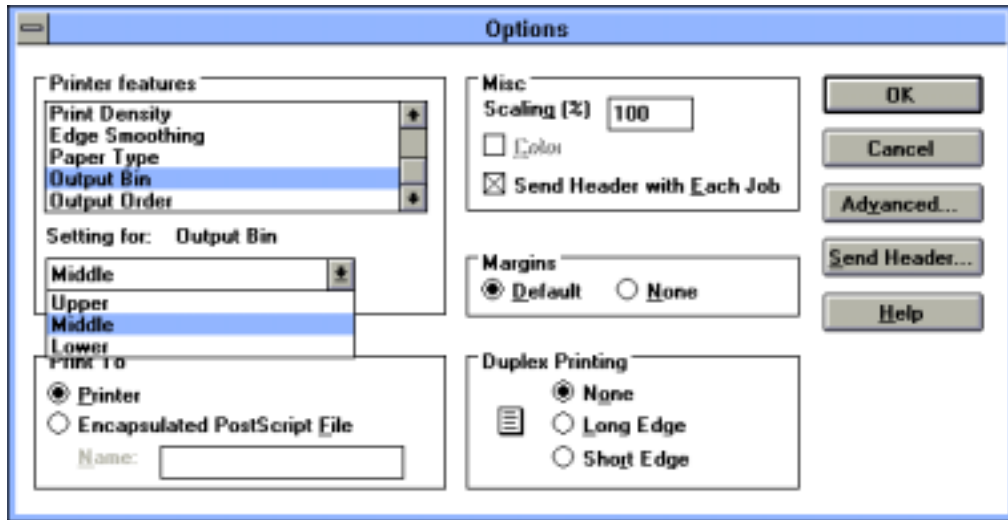 Options
Printer features
Print Density
Edge Smoothing
Paper Type
Output Bin
Output Order
Setting for: Output Bin
Middle
Upper
Middle
Lower
Print To
Printer
Encapsulated PostScript File
Name:
Misc
Scaling (%) 100
Color
Send Header with Each Job
Margins
Default None
Duplex Printing
None
Long Edge
Short Edge
OK
Cancel
Advanced...
Send Header...
Help